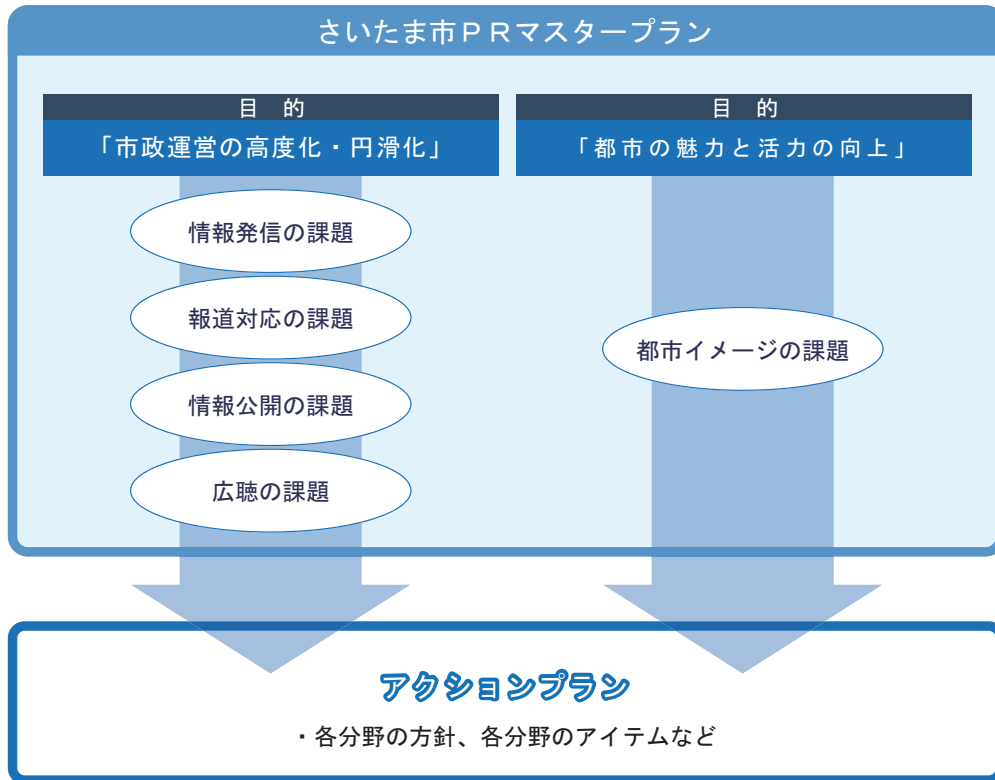 さいたま市ＰＲマスタープラン
目　的
「市政運営の高度化・円滑化」
情報発信の課題
報道対応の課題
情報公開の課題
広聴の課題
目　的
「都市の魅力と活力の向上」
都市イメージの課題
アクションプラン
・各分野の方針、各分野のアイテムなど